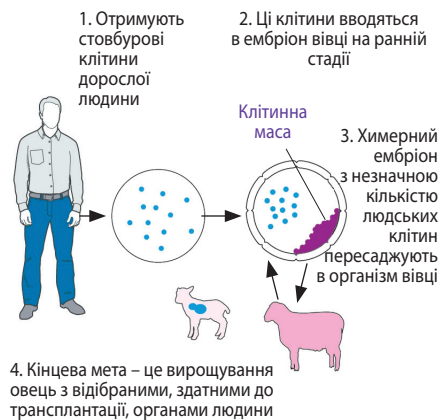 1. Отримують
стовбурові
клітини
дорослої
людини
2. Ці клітини вводяться
в ембріон вівці на ранній
стадії
Клітинна
маса
3. Химерний
ембріон
з незначною
кількістю
людських
клітин
пересаджують
в організм вівці
4. Кінцева мета – це вирощування
овець з відібраними, здатними до
трансплантації, органами людини